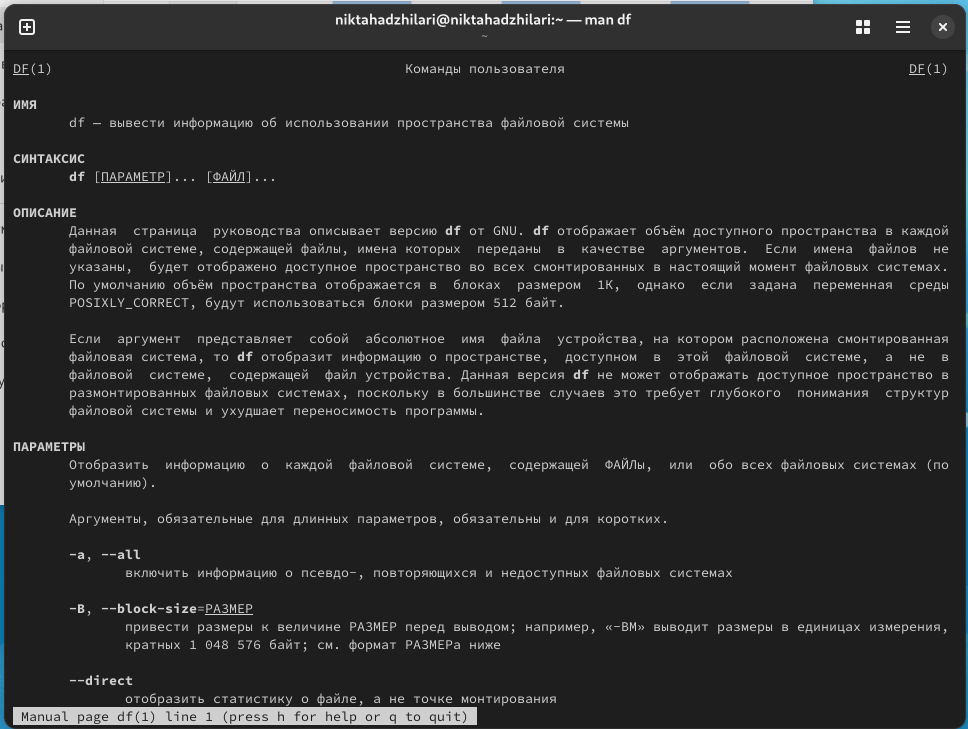 niktahadzhilari@niktahadzhilari:~ — man df
~
DF(1) Команды пользователя DF(1)
ИМЯ
df — вывести информацию об использовании пространства файловой системы
СИНТАКСИС
df [ПАРАМЕТР]... [ФАЙЛ]...
ОПИСАНИЕ
Данная страница руководства описывает версию df от GNU. df отображает объём доступного пространства в каждой
файловой системе, содержащей файлы, имена которых переданы в качестве аргументов. Если имена файлов не
указаны, будет отображено доступное пространство во всех смонтированных в настоящий момент файловых системах.
По умолчанию объём пространства отображается в блоках размером 1K, однако если задана переменная среды
POSIXLY_CORRECT, будут использоваться блоки размером 512 байт.
Если аргумент представляет собой абсолютное имя файла устройства, на котором расположена смонтированная
файловая система, то df отобразит информацию о пространстве, доступном в этой файловой системе, а не в
файловой системе, содержащей файл устройства. Данная версия df не может отображать доступное пространство в
размонтированных файловых системах, поскольку в большинстве случаев это требует глубокого понимания структур
файловой системы и ухудшает переносимость программы.
ПАРАМЕТРЫ
Отобразить информацию о каждой файловой системе, содержащей ФАЙЛы, или обо всех файловых системах (по
умолчанию).
Аргументы, обязательные для длинных параметров, обязательны и для коротких.
-a, --all
включить информацию о псевдо-, повторяющихся и недоступных файловых системах
-B, --block-size=РАЗМЕР
привести размеры к величине РАЗМЕР перед выводом; например, «-BM» выводит размеры в единицах измерения,
кратных 1 048 576 байт; см. формат РАЗМЕРа ниже
--direct
отобразить статистику о файле, а не точке монтирования
Manual page df(1) line 1 (press h for help or q to quit)